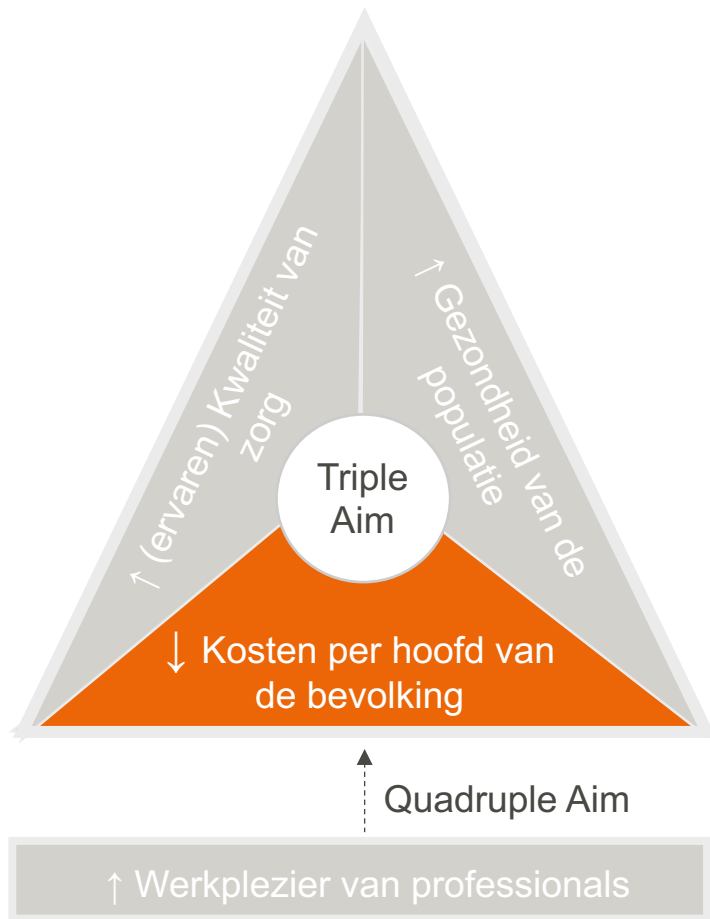 ↑ (ervaren) Kwaliteit van
zorg
↑ Gezondheid van de
populatie
Triple
Aim
↓ Kosten per hoofd van
de bevolking
Quadruple Aim
↑ Werkplezier van professionals